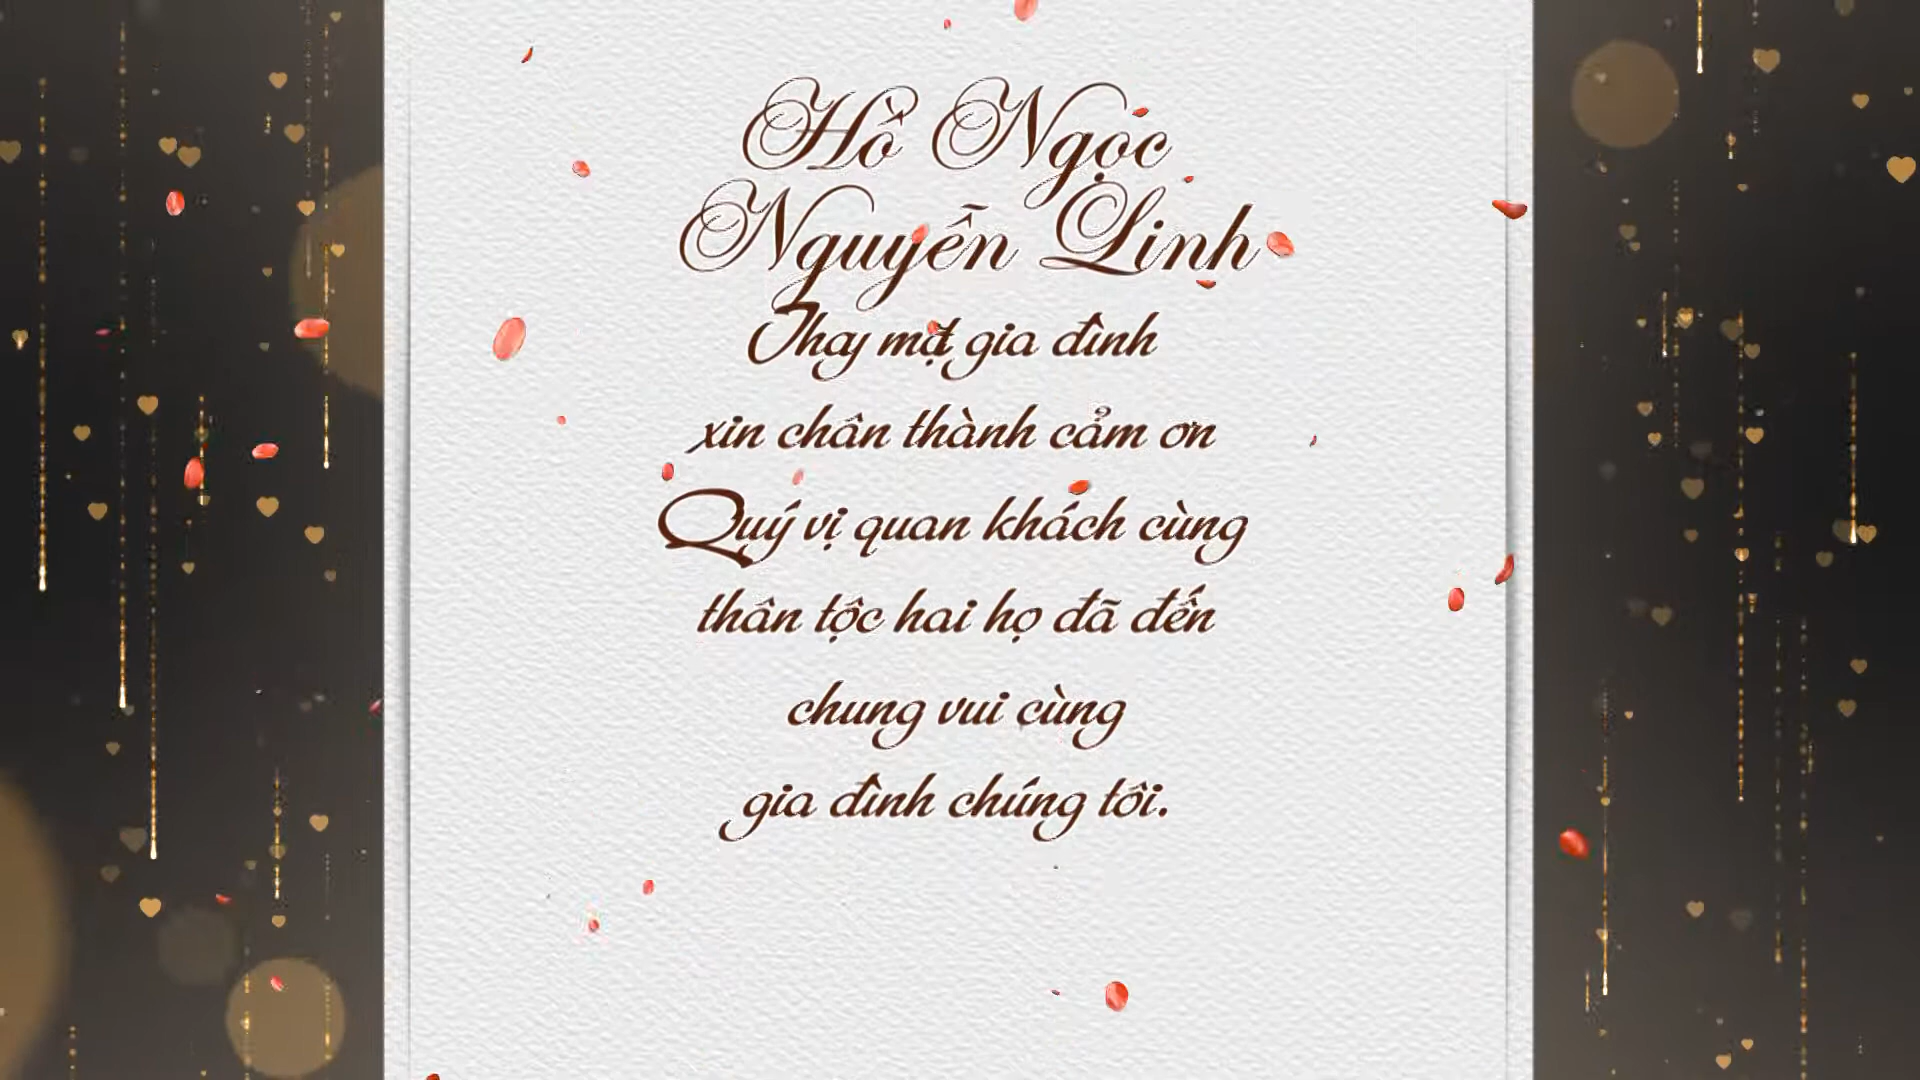 Hồ Ngọc
Nguyễn Linh
Thay mặt gia đình
xin chân thành cảm ơn
Quý vị quan khách cùng
thân tộc hai họ đã đến
chung vui cùng
gia đình chúng tôi.